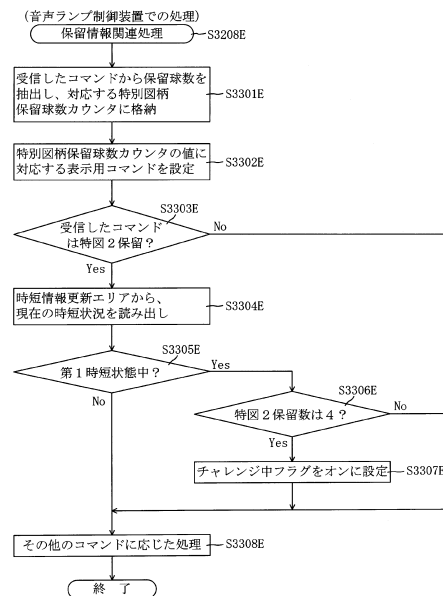 (音声ランプ制御装置での処理)
保留情報関連処理
S3208E
受信したコマンドから保留球数を
抽出し、対応する特別図柄
保留球数カウンタに格納
S3301E
特別図柄保留球数カウンタの値に
対応する表示用コマンドを設定
S3302E
S3303E
受信したコマンド
は特図2保留?
No
Yes
時短情報更新エリアから、
現在の時短状況を読み出し
S3304E
S3305E
第1時短状態中?
Yes
No
S3306E
特図2保留数は4?
No
Yes
チャレンジ中フラグをオンに設定
S3307E
その他のコマンドに応じた処理
S3308E
終 了